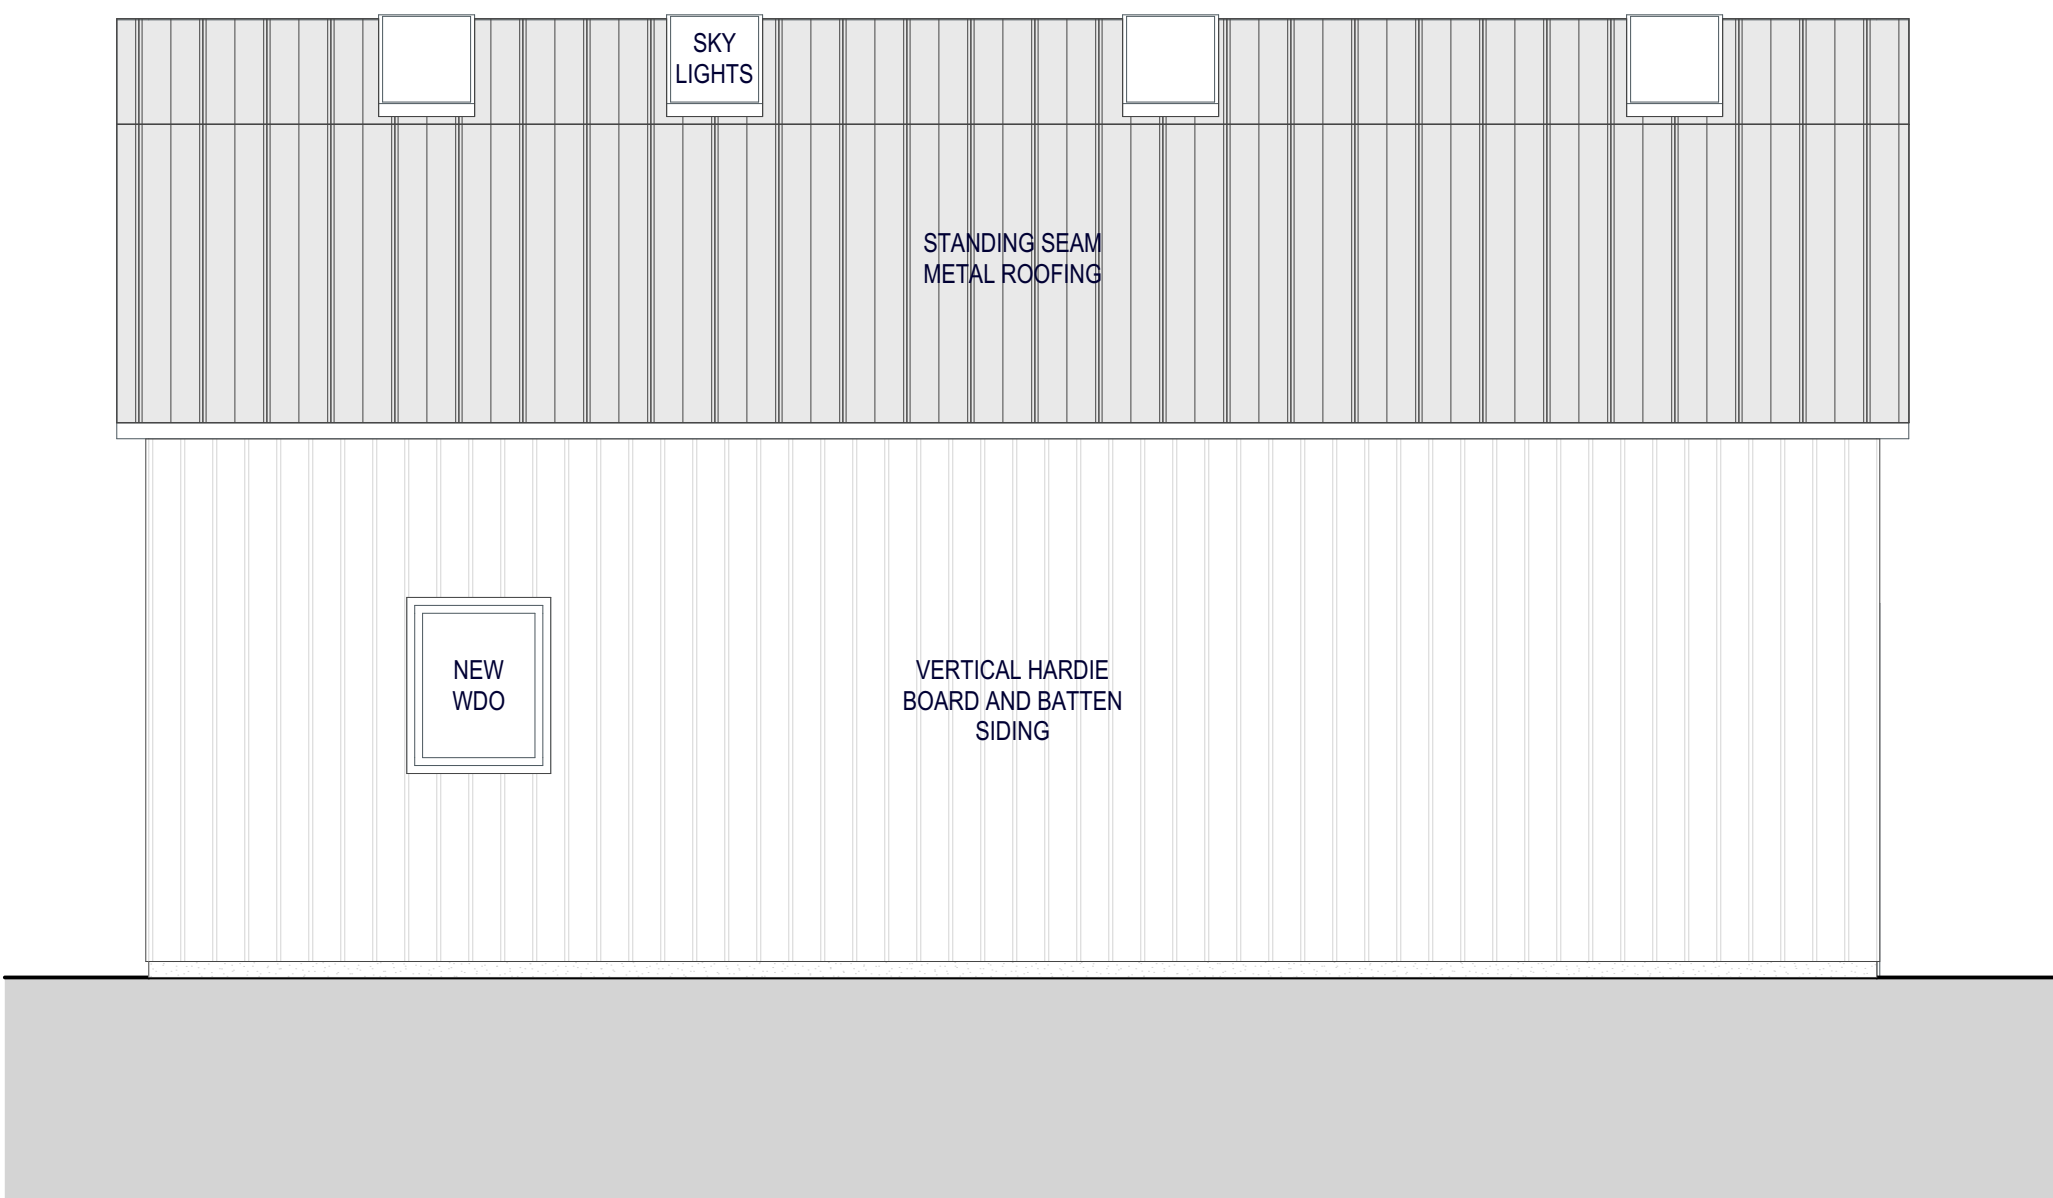 SKY
LIGHTS
STANDING SEAM
METAL ROOFING
NEW
WDO
VERTICAL HARDIE
BOARD AND BATTEN
SIDING